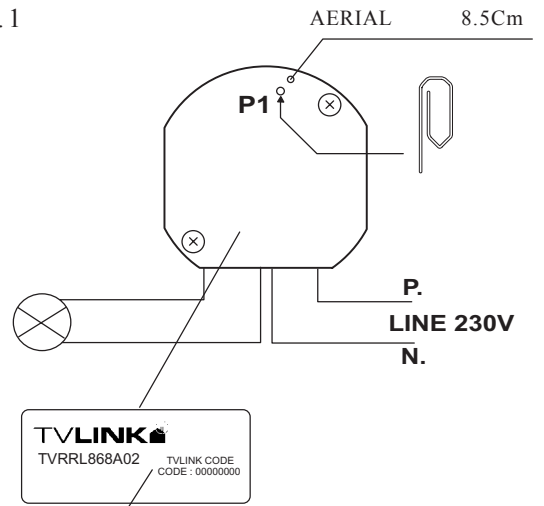 .1
AERIAL 8.5Cm
P1
P.
LINE 230V
N.
TVLINK
TVRRL868A02
TVLINK CODE
CODE : 00000000